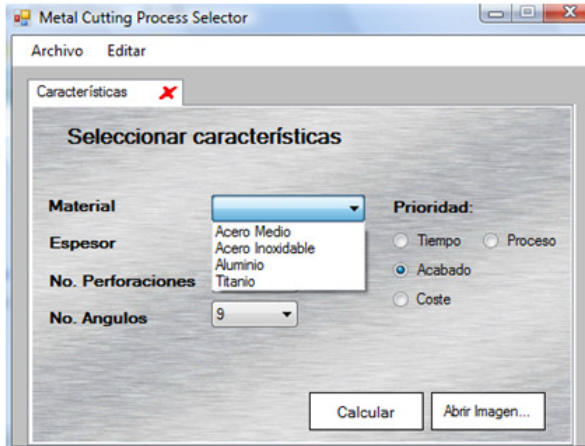 Metal Cutting Process Selector
Archivo Editar
Características
Seleccionar características
Material
Prioridad:
Acero Medio
Acero Inoxidable
Aluminio
Titanio
Espesor
Tiempo Proceso
No. Perforaciones
Acabado
No. Angulos
9
Coste
Calcular
Abrir Imagen...